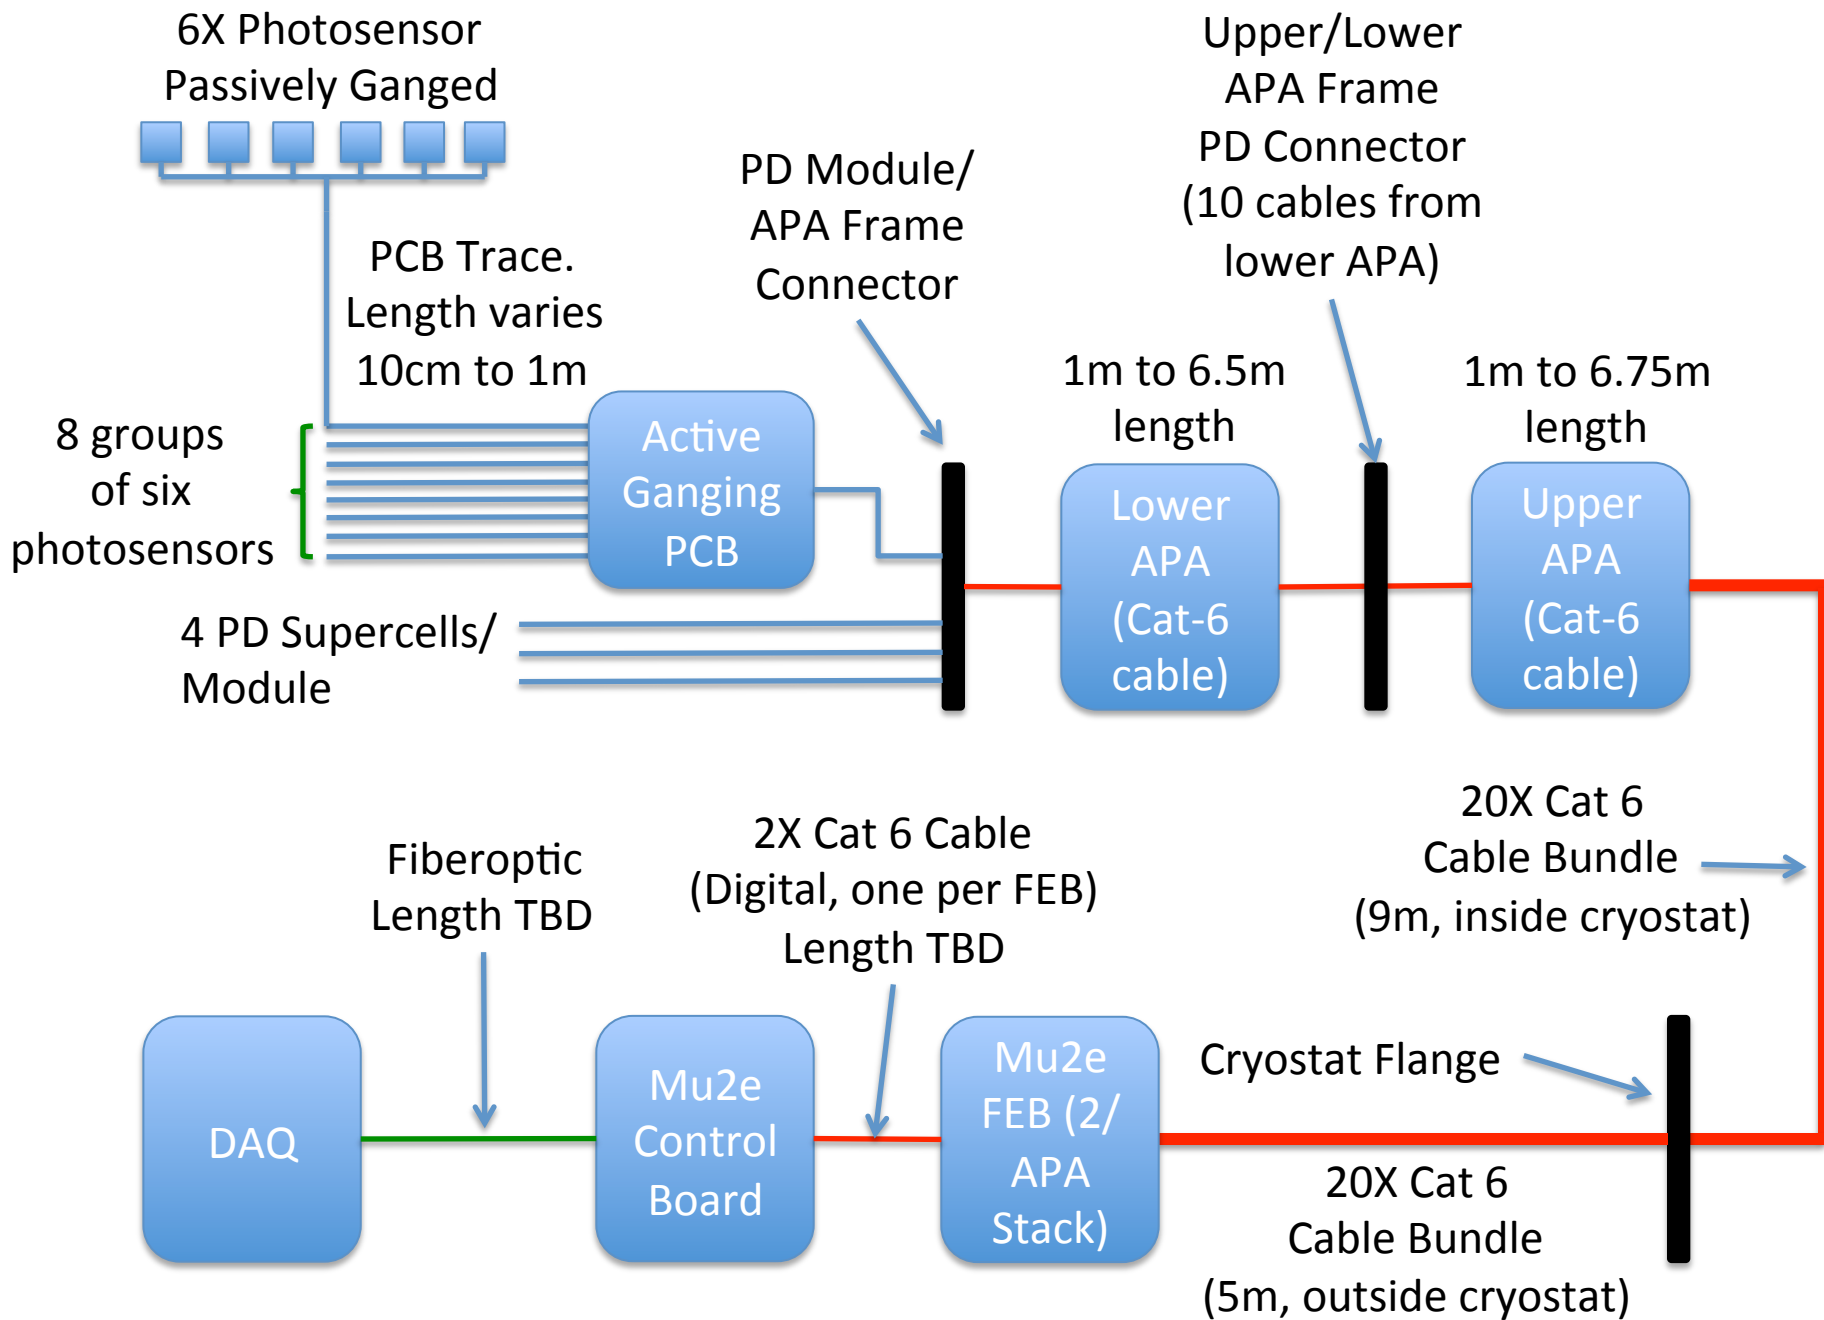 6X Photosensor
Passively Ganged
Upper/Lower
APA Frame
PD Connector
(10 cables from
lower APA)
PD Module/
APA Frame
Connector
PCB Trace.
Length varies
10cm to 1m
8 groups
of six
photosensors
Active
Ganging
PCB
1m to 6.5m
length
1m to 6.75m
length
Lower
APA
(Cat-6
cable)
Upper
APA
(Cat-6
cable)
4 PD Supercells/
Module
20X Cat 6
Cable Bundle
(9m, inside cryostat)
Fiberoptic
Length TBD
2X Cat 6 Cable
(Digital, one per FEB)
Length TBD
DAQ
Mu2e
Control
Board
Mu2e
FEB (2/
APA
Stack)
Cryostat Flange
20X Cat 6
Cable Bundle
(5m, outside cryostat)